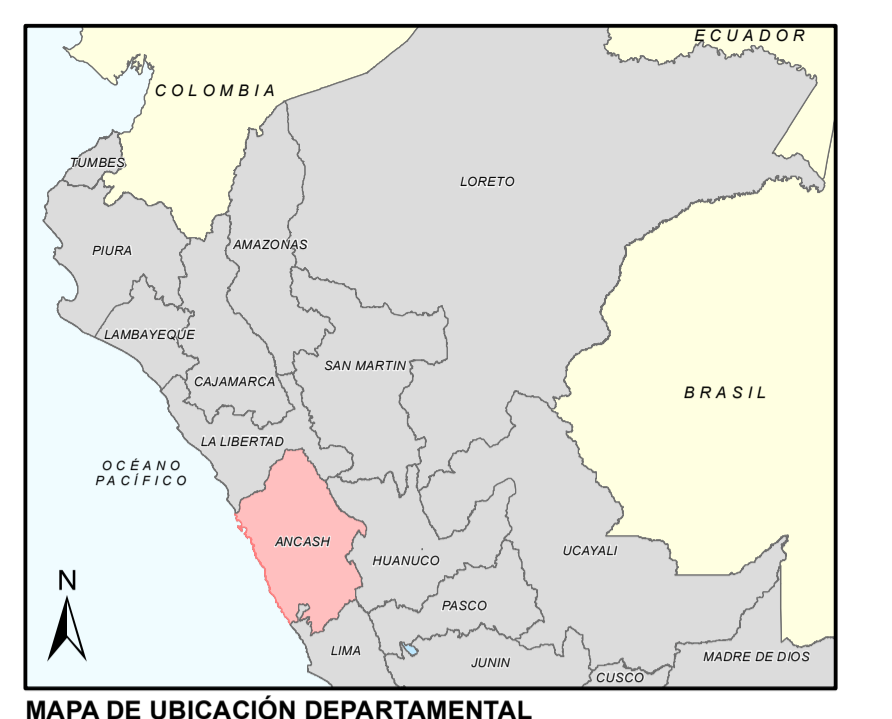 ECUADOR
COLOMBIA
TUMBES
LORETO
AMAZONAS
PIURA
LAMBAYEQUE
SAN MARTIN
CAJAMARCA
BRASIL
LA LIBERTAD
OCÉANO
PACÍFICO
ANCASH
HUANUCO
UCAYALI
N
PASCO
LIMA
JUNIN
MADRE DE DIOS
CUSCO
MAPA DE UBICACIÓN DEPARTAMENTAL